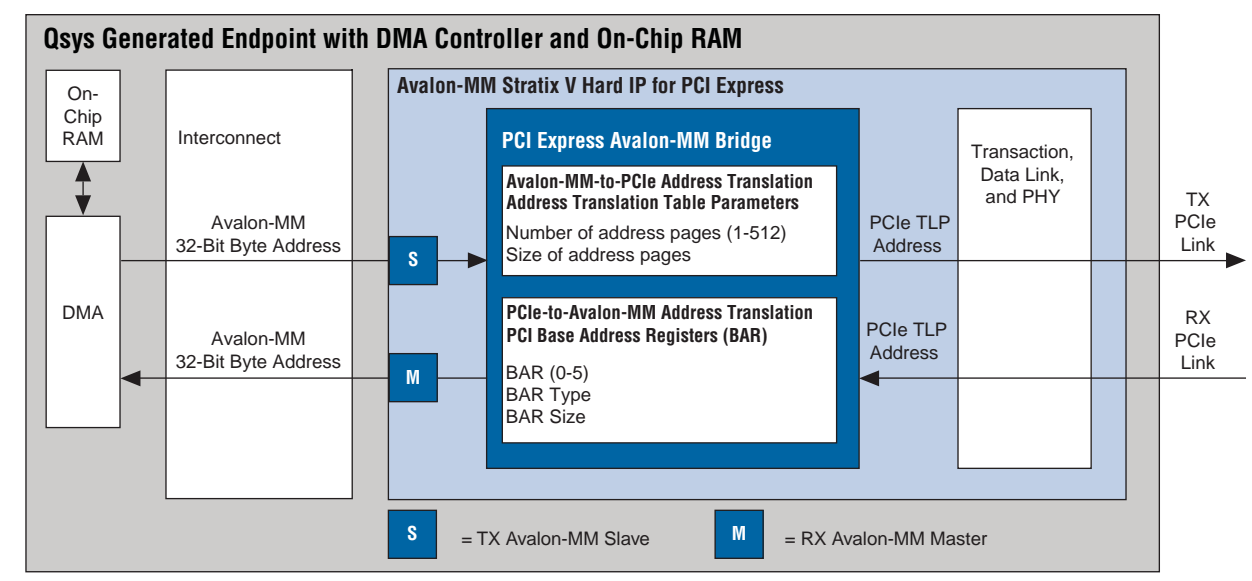 Qsys Generated Endpoint with DMA Controller and On-Chip RAM
On-
Chip
RAM
DMA
Interconnect
Avalon-MM
32-Bit Byte Address
Avalon-MM
32-Bit Byte Address
Avalon-MM Stratix V Hard IP for PCI Express
S
M
PCI Express Avalon-MM Bridge
Avalon-MM-to-PCIe Address Translation
Address Translation Table Parameters
Number of address pages (1-512)
Size of address pages
PCIe-to-Avalon-MM Address Translation
PCI Base Address Registers (BAR)
BAR (0-5)
BAR Type
BAR Size
PCIe TLP
Address
PCIe TLP
Address
Transaction,
Data Link,
and PHY
TX
PCIe
Link
RX
PCIe
Link
S = TX Avalon-MM Slave M = RX Avalon-MM Master